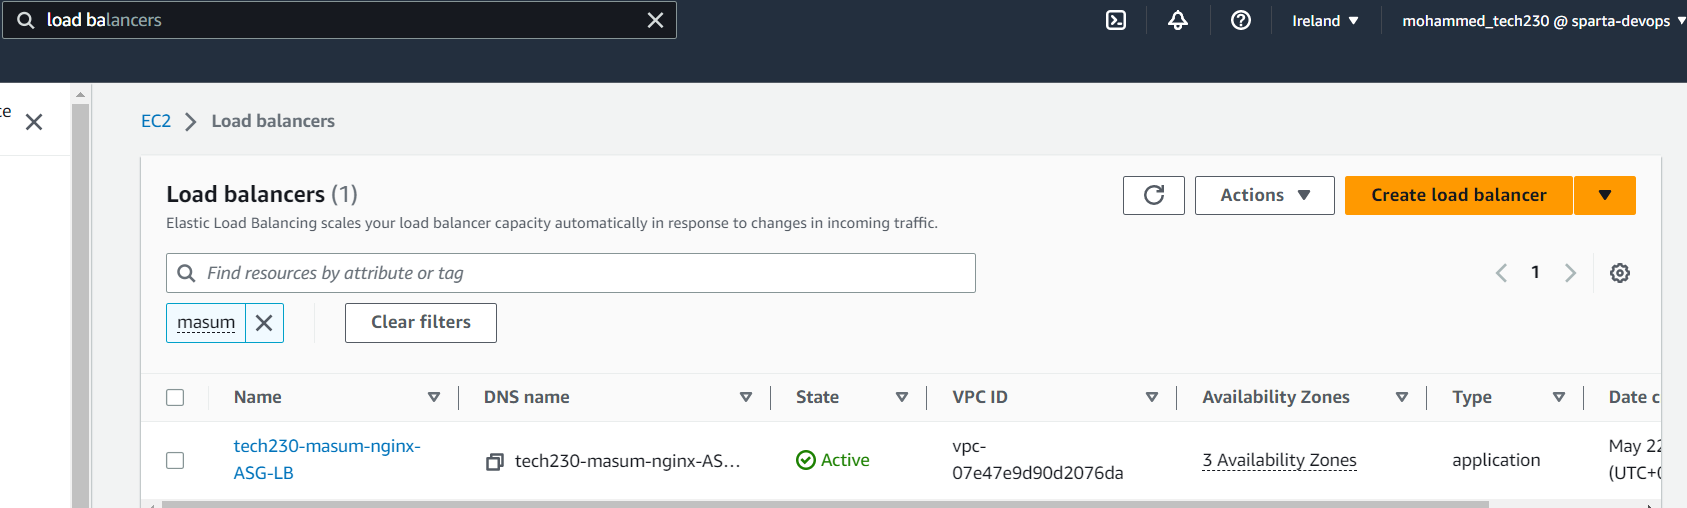 load balancers
Ireland
mohammed_tech230 @ sparta-devops
EC2
Load balancers
Load balancers (1)
Actions
Create load balancer
Elastic Load Balancing scales your load balancer capacity automatically in response to changes in incoming traffic.
Find resources by attribute or tag
1
masum
Clear filters
Name
DNS name
State
VPC ID
Availability Zones
Type
Date c
tech230-masum-nginx-
ASG-LB
tech230-masum-nginx-AS...
Active
vpc-
07e47e9d90d2076da
3 Availability Zones
application
May 22
(UTC+0